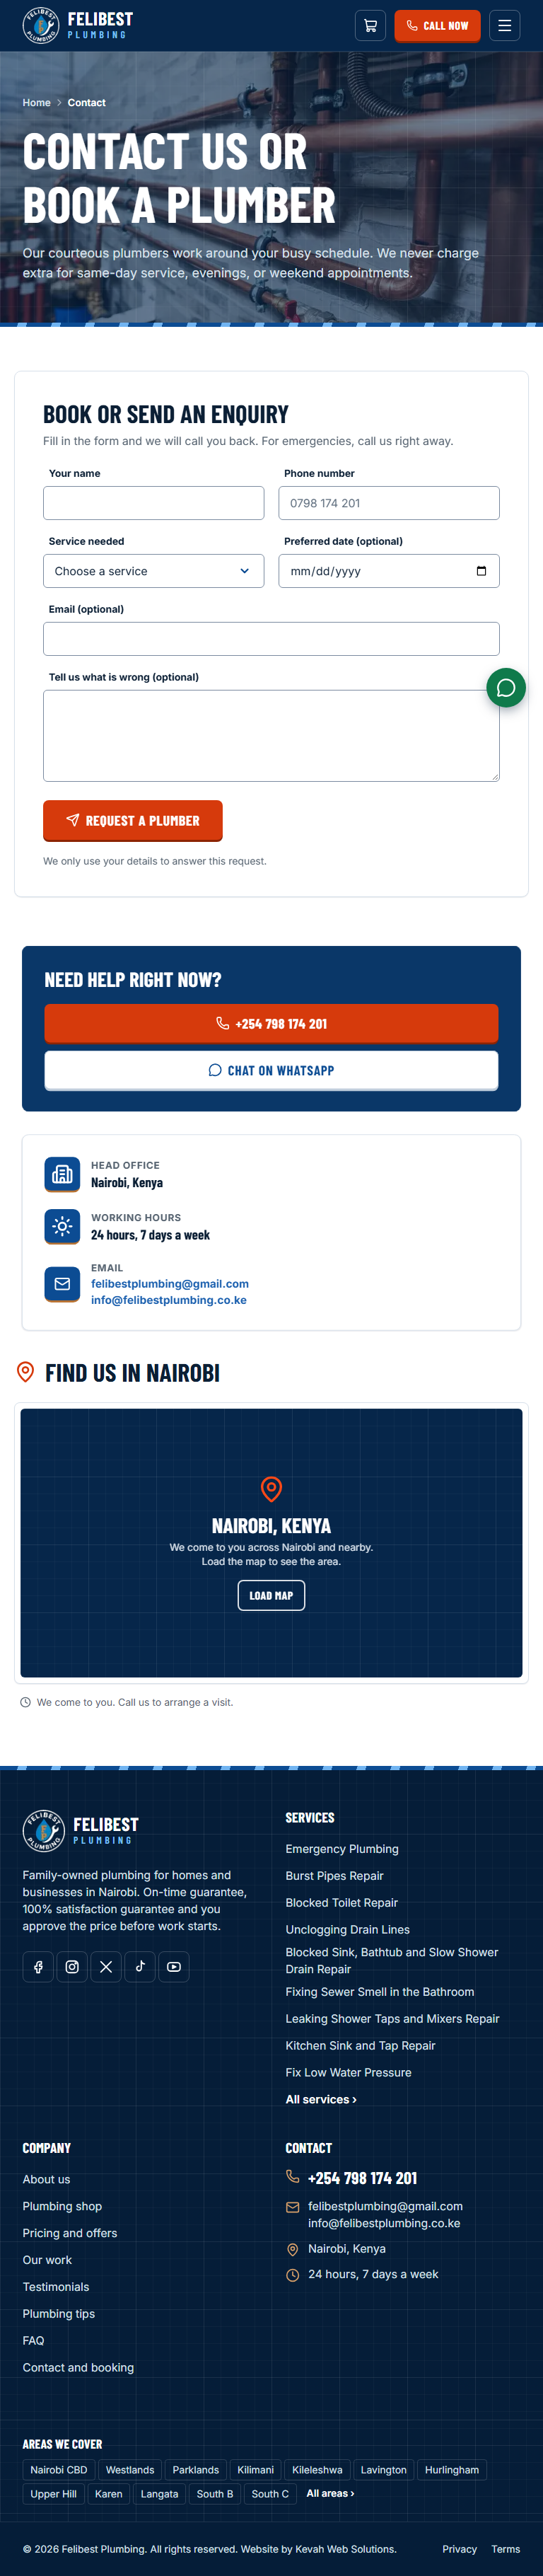 FELIBEST
PLUMBING
CALL NOW
Home > Contact
CONTACT US OR
BOOK A PLUMBER
Our courteous plumbers work around your busy schedule. We never charge
extra for same-day service, evenings, or weekend appointments.
BOOK OR SEND AN ENQUIRY
Fill in the form and we will call you back. For emergencies, call us right away.
Your name
Phone number
0798 174 201
Service needed
Preferred date (optional)
Choose a service
mm/dd/yyyy
Email (optional)
Tell us what is wrong (optional)
REQUEST A PLUMBER
We only use your details to answer this request.
NEED HELP RIGHT NOW?
+254 798 174 201
CHAT ON WHATSAPP
HEAD OFFICE
Nairobi, Kenya
WORKING HOURS
24 hours, 7 days a week
EMAIL
felibestplumbing@gmail.com
info@felibestplumbing.co.ke
FIND US IN NAIROBI
NAIROBI, KENYA
We come to you across Nairobi and nearby.
Load the map to see the area.
LOAD MAP
We come to you. Call us to arrange a visit.
FELIBEST
PLUMBING
Family-owned plumbing for homes and
businesses in Nairobi. On-time guarantee,
100% satisfaction guarantee and you
approve the price before work starts.
SERVICES
Emergency Plumbing
Burst Pipes Repair
Blocked Toilet Repair
Unclogging Drain Lines
Blocked Sink, Bathtub and Slow Shower
Drain Repair
Fixing Sewer Smell in the Bathroom
Leaking Shower Taps and Mixers Repair
Kitchen Sink and Tap Repair
Fix Low Water Pressure
All services ›
COMPANY
About us
Plumbing shop
Pricing and offers
Our work
Testimonials
Plumbing tips
FAQ
Contact and booking
CONTACT
+254 798 174 201
felibestplumbing@gmail.com
info@felibestplumbing.co.ke
Nairobi, Kenya
24 hours, 7 days a week
AREAS WE COVER
Nairobi CBD Westlands Parklands Kilimani Kileleshwa Lavington Hurlingham
Upper Hill Karen Langata South B South C All areas ›
© 2026 Felibest Plumbing. All rights reserved. Website by Kevah Web Solutions.
Privacy Terms